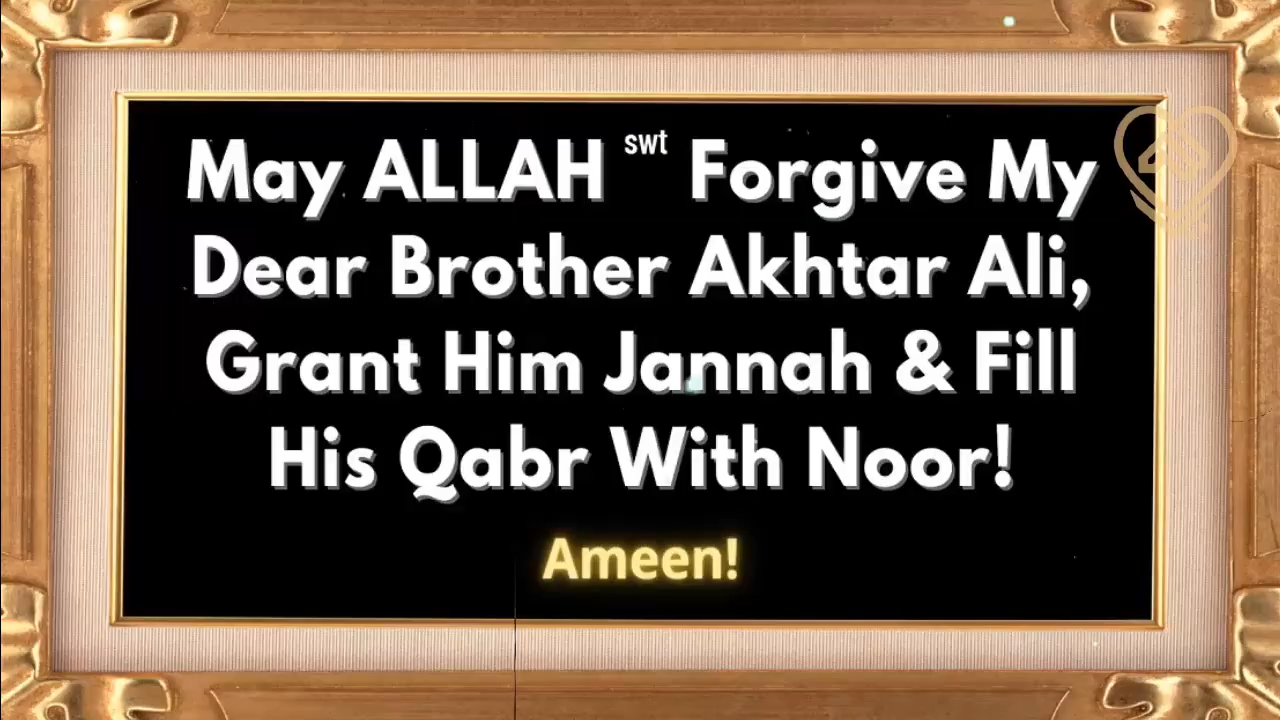 May ALLAH swt Forgive My
Dear Brother Akhtar Ali,
Grant Him Jannah & Fill
His Qabr With Noor!
Ameen!